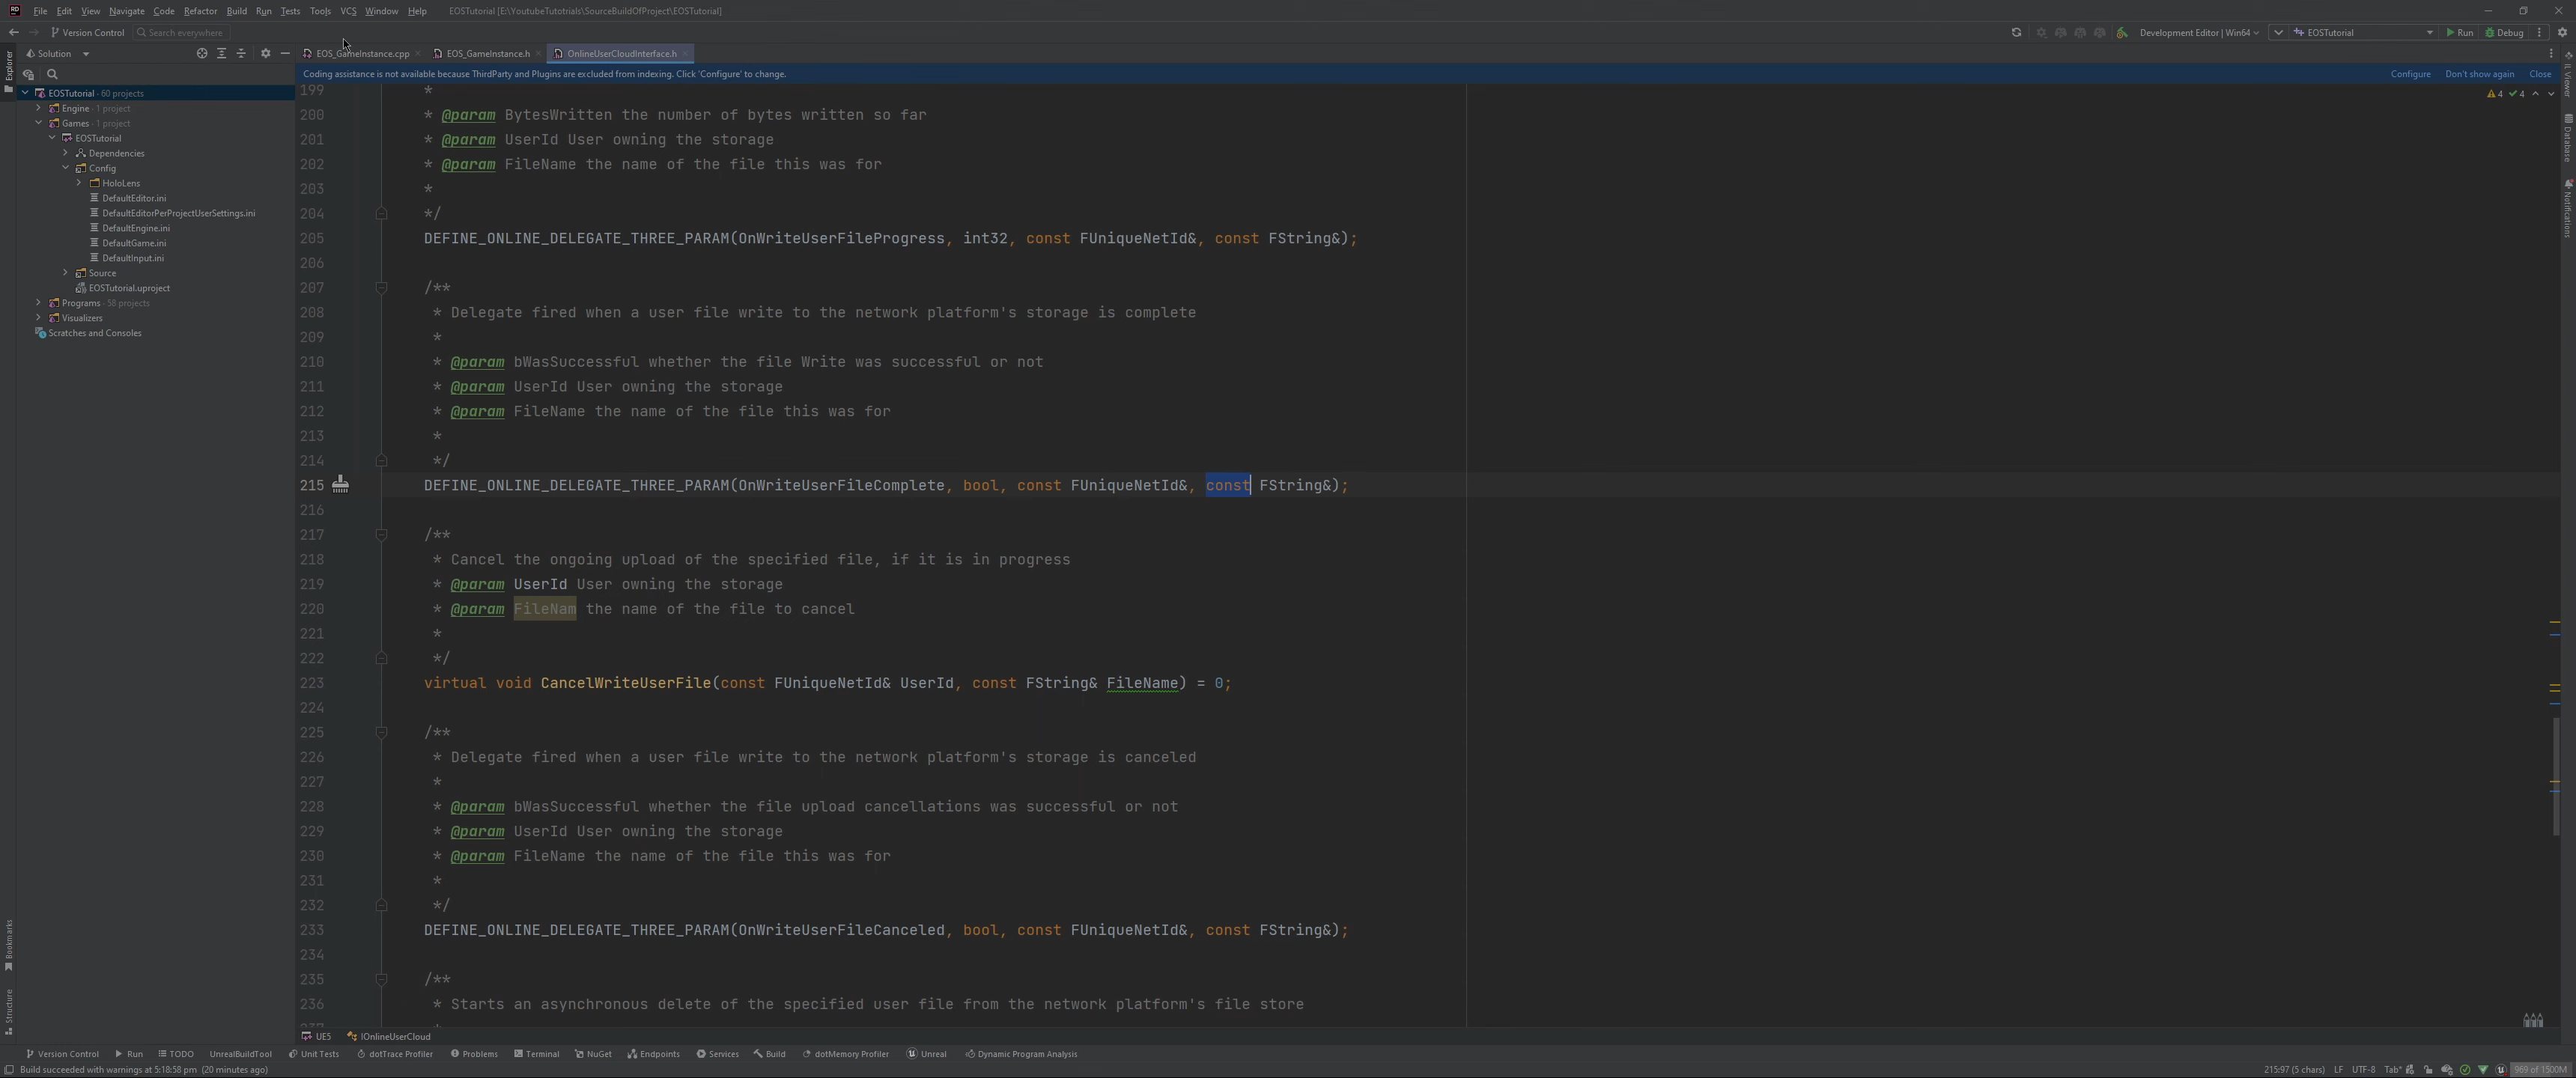 File Edit View Navigate Code Refactor Build Run Tests Tools VCS Window Help EOSTutorial [E:\YoutubeTutotrials\SourceBuildOfProject\EOSTutorial]
Version Control Search everywhere Development Editor | Win64 EOSTutorial Run Debug
Solution EOS_GameInstance.cpp EOS_GameInstance.h OnlineUserCloudInterface.h
Coding assistance is not available because ThirdParty and Plugins are excluded from indexing. Click 'Configure' to change. Configure Don't show again Close
Explorer
EOSTutorial - 60 projects
Engine - 1 project
Games - 1 project
EOSTutorial
Dependencies
Config
HoloLens
DefaultEditor.ini
DefaultEditorPerProjectUserSettings.ini
DefaultEngine.ini
DefaultGame.ini
DefaultInput.ini
Source
EOSTutorial.uproject
Programs - 58 projects
Visualizers
Scratches and Consoles
Bookmarks
Structure
4 4
199 *
200 * @param BytesWritten the number of bytes written so far
201 * @param UserId User owning the storage
202 * @param FileName the name of the file this was for
203 *
204 */
205 DEFINE_ONLINE_DELEGATE_THREE_PARAM(OnWriteUserFileProgress, int32, const FUniqueNetId&, const FString&);
206
207 /**
208 * Delegate fired when a user file write to the network platform's storage is complete
209 *
210 * @param bWasSuccessful whether the file Write was successful or not
211 * @param UserId User owning the storage
212 * @param FileName the name of the file this was for
213 *
214 */
215 DEFINE_ONLINE_DELEGATE_THREE_PARAM(OnWriteUserFileComplete, bool, const FUniqueNetId&, const FString&);
216
217 /**
218 * Cancel the ongoing upload of the specified file, if it is in progress
219 * @param UserId User owning the storage
220 * @param FileNam the name of the file to cancel
221 *
222 */
223 virtual void CancelWriteUserFile(const FUniqueNetId& UserId, const FString& FileName) = 0;
224
225 /**
226 * Delegate fired when a user file write to the network platform's storage is canceled
227 *
228 * @param bWasSuccessful whether the file upload cancellations was successful or not
229 * @param UserId User owning the storage
230 * @param FileName the name of the file this was for
231 *
232 */
233 DEFINE_ONLINE_DELEGATE_THREE_PARAM(OnWriteUserFileCanceled, bool, const FUniqueNetId&, const FString&);
234
235 /**
236 * Starts an asynchronous delete of the specified user file from the network platform's file store
IL Viewer
Database
Notifications
UE5 IOnlineUserCloud
Version Control Run TODO UnrealBuildTool Unit Tests dotTrace Profiler Problems Terminal NuGet Endpoints Services Build dotMemory Profiler Unreal Dynamic Program Analysis
Build succeeded with warnings at 5:18:58 pm (20 minutes ago) 215:97 (5 chars) LF UTF-8 Tab* 969 of 1500M